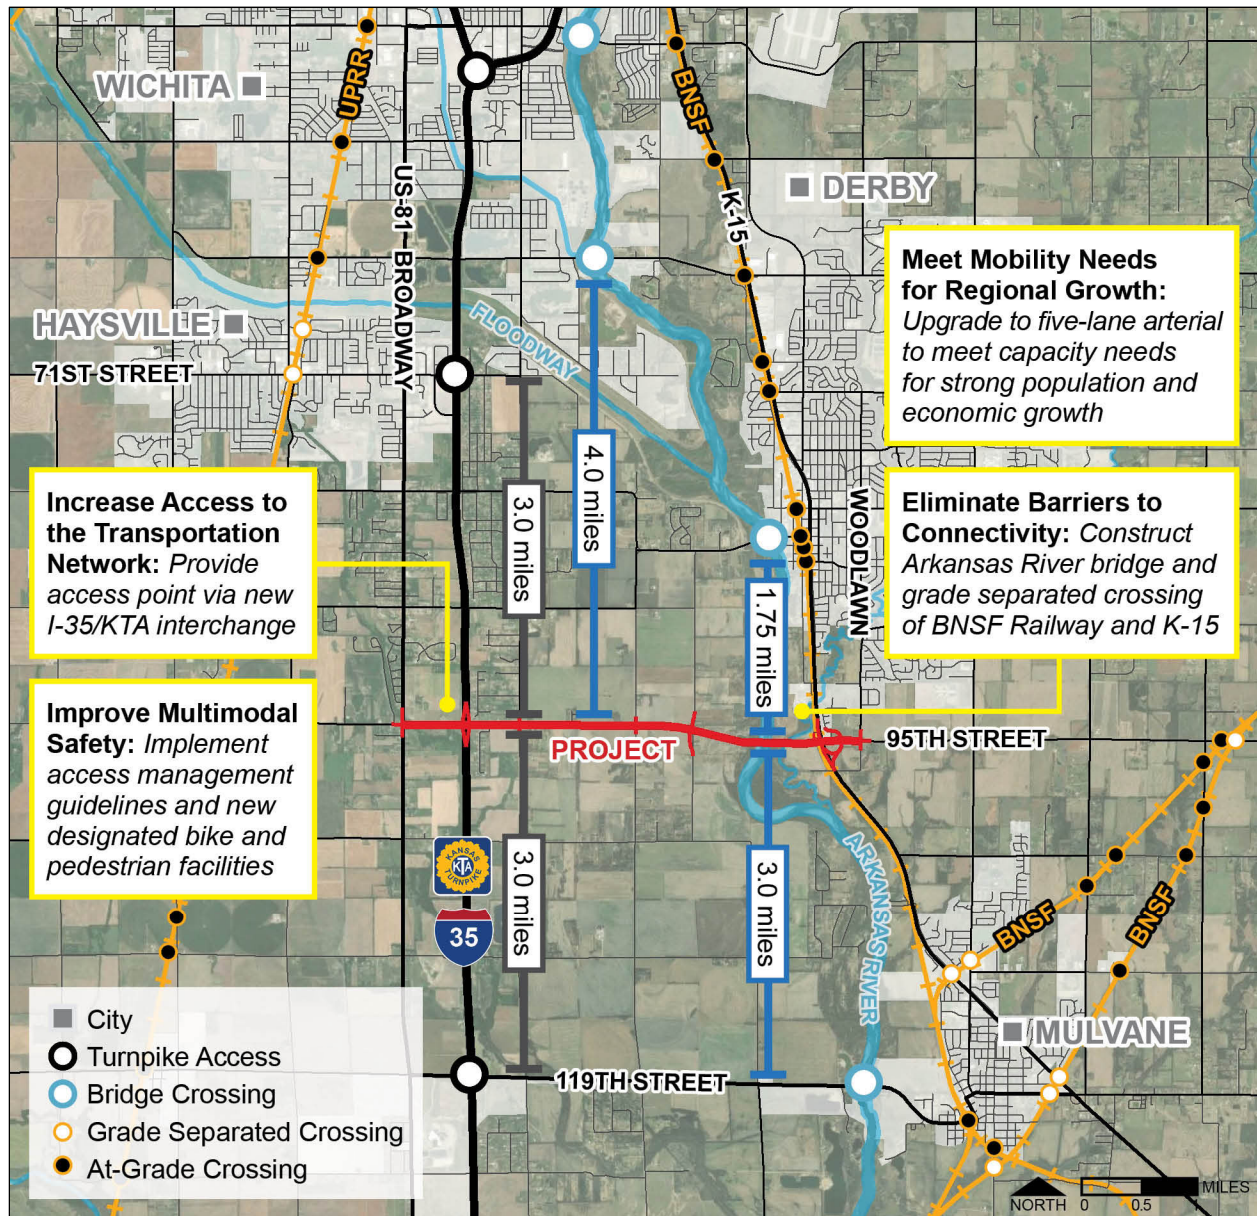 WICHITA
UPRR
BNSF
DERBY
K-15
US-81 BROADWAY
HAYSVILLE
71ST STREET
FLOODWAY
Meet Mobility Needs
for Regional Growth:
Upgrade to five-lane arterial
to meet capacity needs
for strong population and
economic growth
4.0 miles
3.0 miles
Increase Access to
the Transportation
Network: Provide
access point via new
I-35/KTA interchange
WOODLAWN
Eliminate Barriers to
Connectivity: Construct
Arkansas River bridge and
grade separated crossing
of BNSF Railway and K-15
1.75 miles
Improve Multimodal
Safety: Implement
access management
guidelines and new
designated bike and
pedestrian facilities
PROJECT
95TH STREET
KANSAS
KTA
TURNPIKE
35
3.0 miles
3.0 miles
ARKANSAS RIVER
BNSF
BNSF
MULVANE
119TH STREET
City
Turnpike Access
Bridge Crossing
Grade Separated Crossing
At-Grade Crossing
NORTH
0 0.5 1
MILES